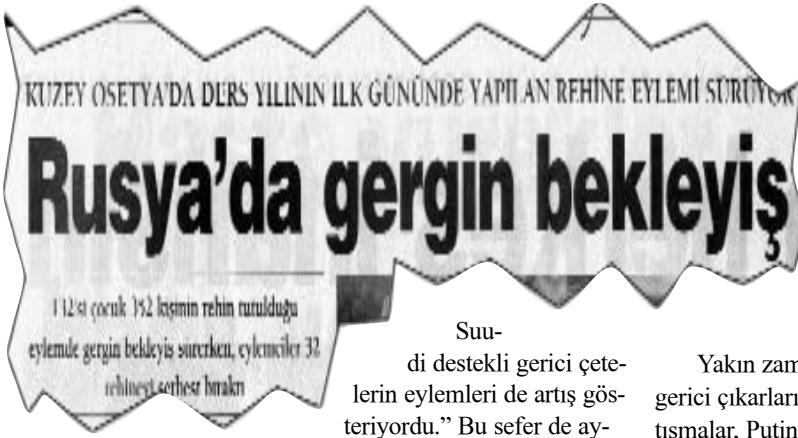 KUZEY OSETYA'DA DERS YILININ İLK GÜNÜNDE YAPILAN REHİNE EYLEMİ SÜRÜYOR
Rusya'da gergin bekleyiş
132'si çocuk 352 kişinin rehin tutulduğu
eylemde gergin bekleyiş sürerken, eylemciler 32
rehineyi serbest bıraktı
Suu-
di destekli gerici çete-
lerin eylemleri de artış gös-
teriyordu.” Bu sefer de ay-
Yakın zam
gerici çıkarları
tışmalar, Putin